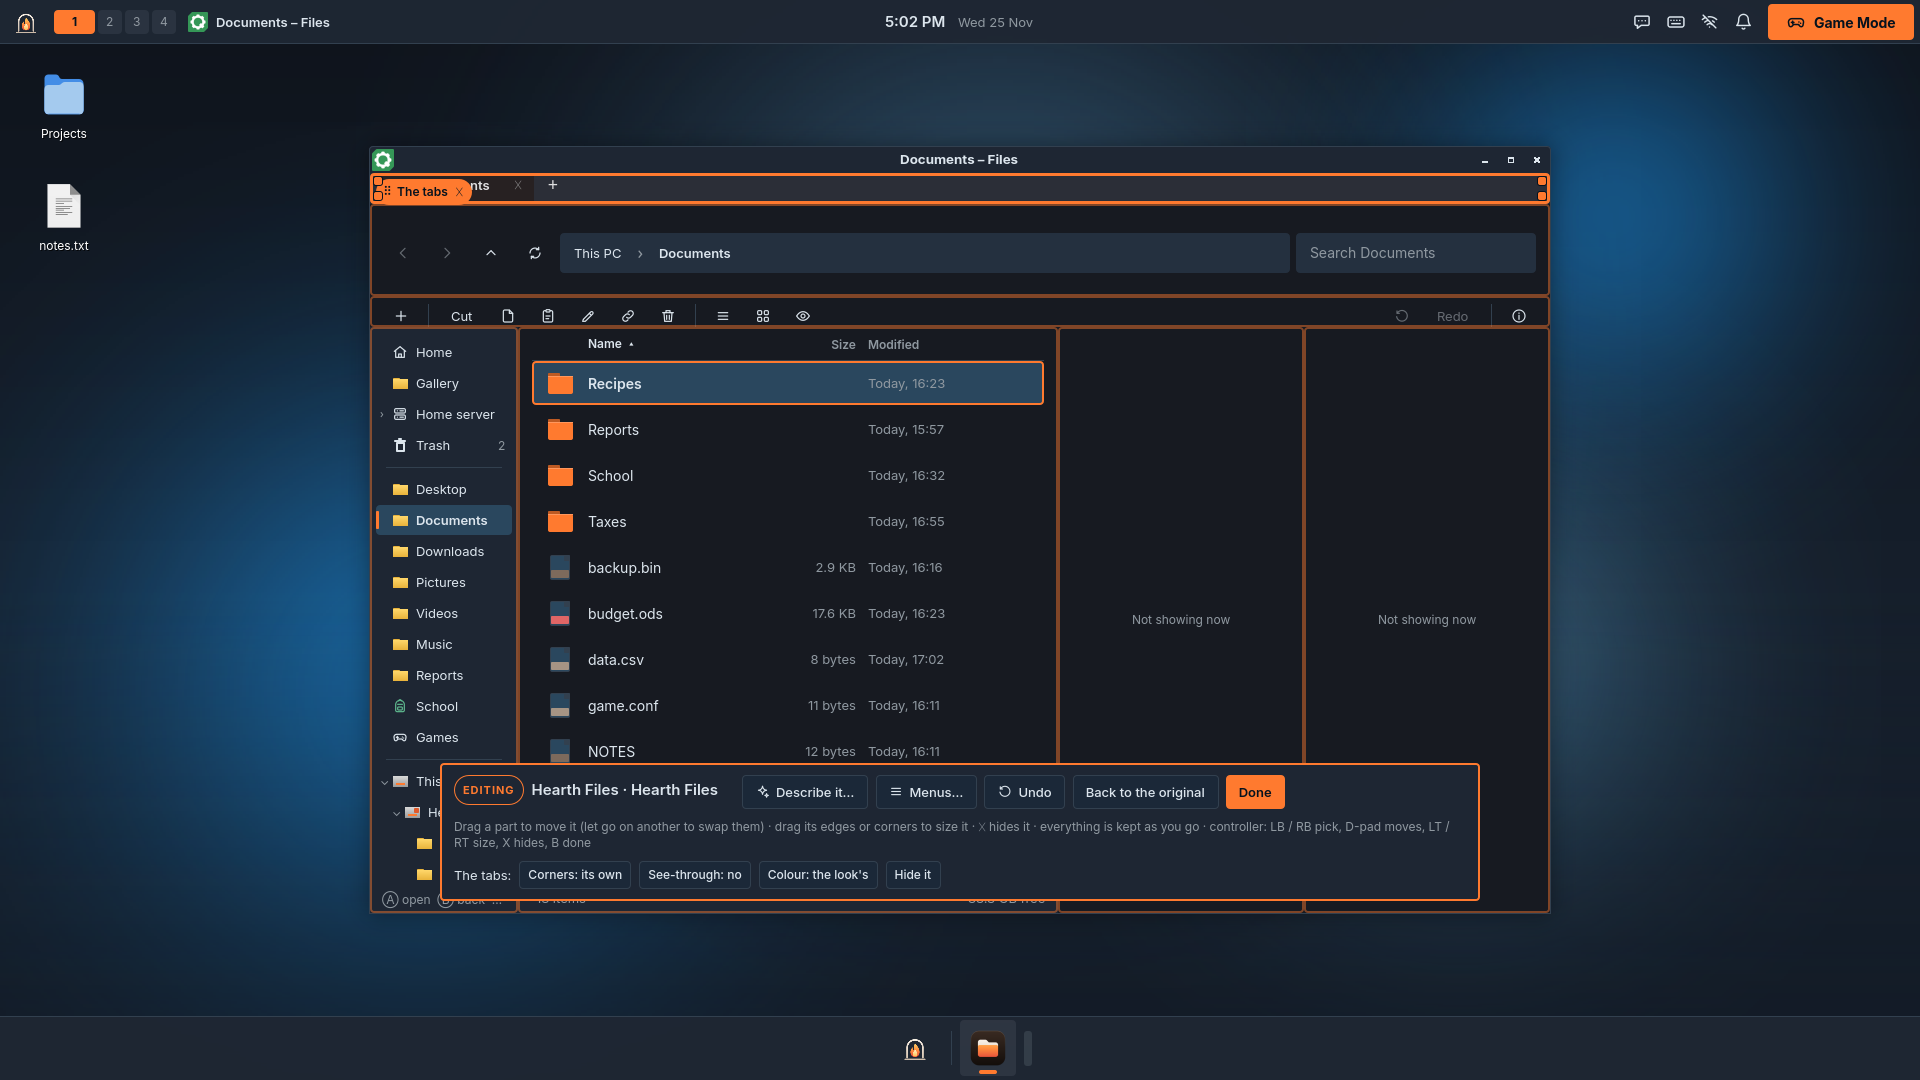 1 2 3 4 Documents – Files
5:02 PM Wed 25 Nov
Game Mode
Projects
notes.txt
Documents – Files
The tabs X
nts X +
This PC › Documents
Search Documents
Cut
Redo
Home
Gallery
Home server
Trash 2
Desktop
Documents
Downloads
Pictures
Videos
Music
Reports
School
Games
This
He
A open B back ...
Name Size Modified
Recipes Today, 16:23
Reports Today, 15:57
School Today, 16:32
Taxes Today, 16:55
backup.bin 2.9 KB Today, 16:16
budget.ods 17.6 KB Today, 16:23
data.csv 8 bytes Today, 17:02
game.conf 11 bytes Today, 16:11
NOTES 12 bytes Today, 16:11
Not showing now
Not showing now
EDITING Hearth Files · Hearth Files
Describe it...
Menus...
Undo
Back to the original
Done
Drag a part to move it (let go on another to swap them) · drag its edges or corners to size it · X hides it · everything is kept as you go · controller: LB / RB pick, D-pad moves, LT /
RT size, X hides, B done
The tabs: Corners: its own See-through: no Colour: the look's Hide it